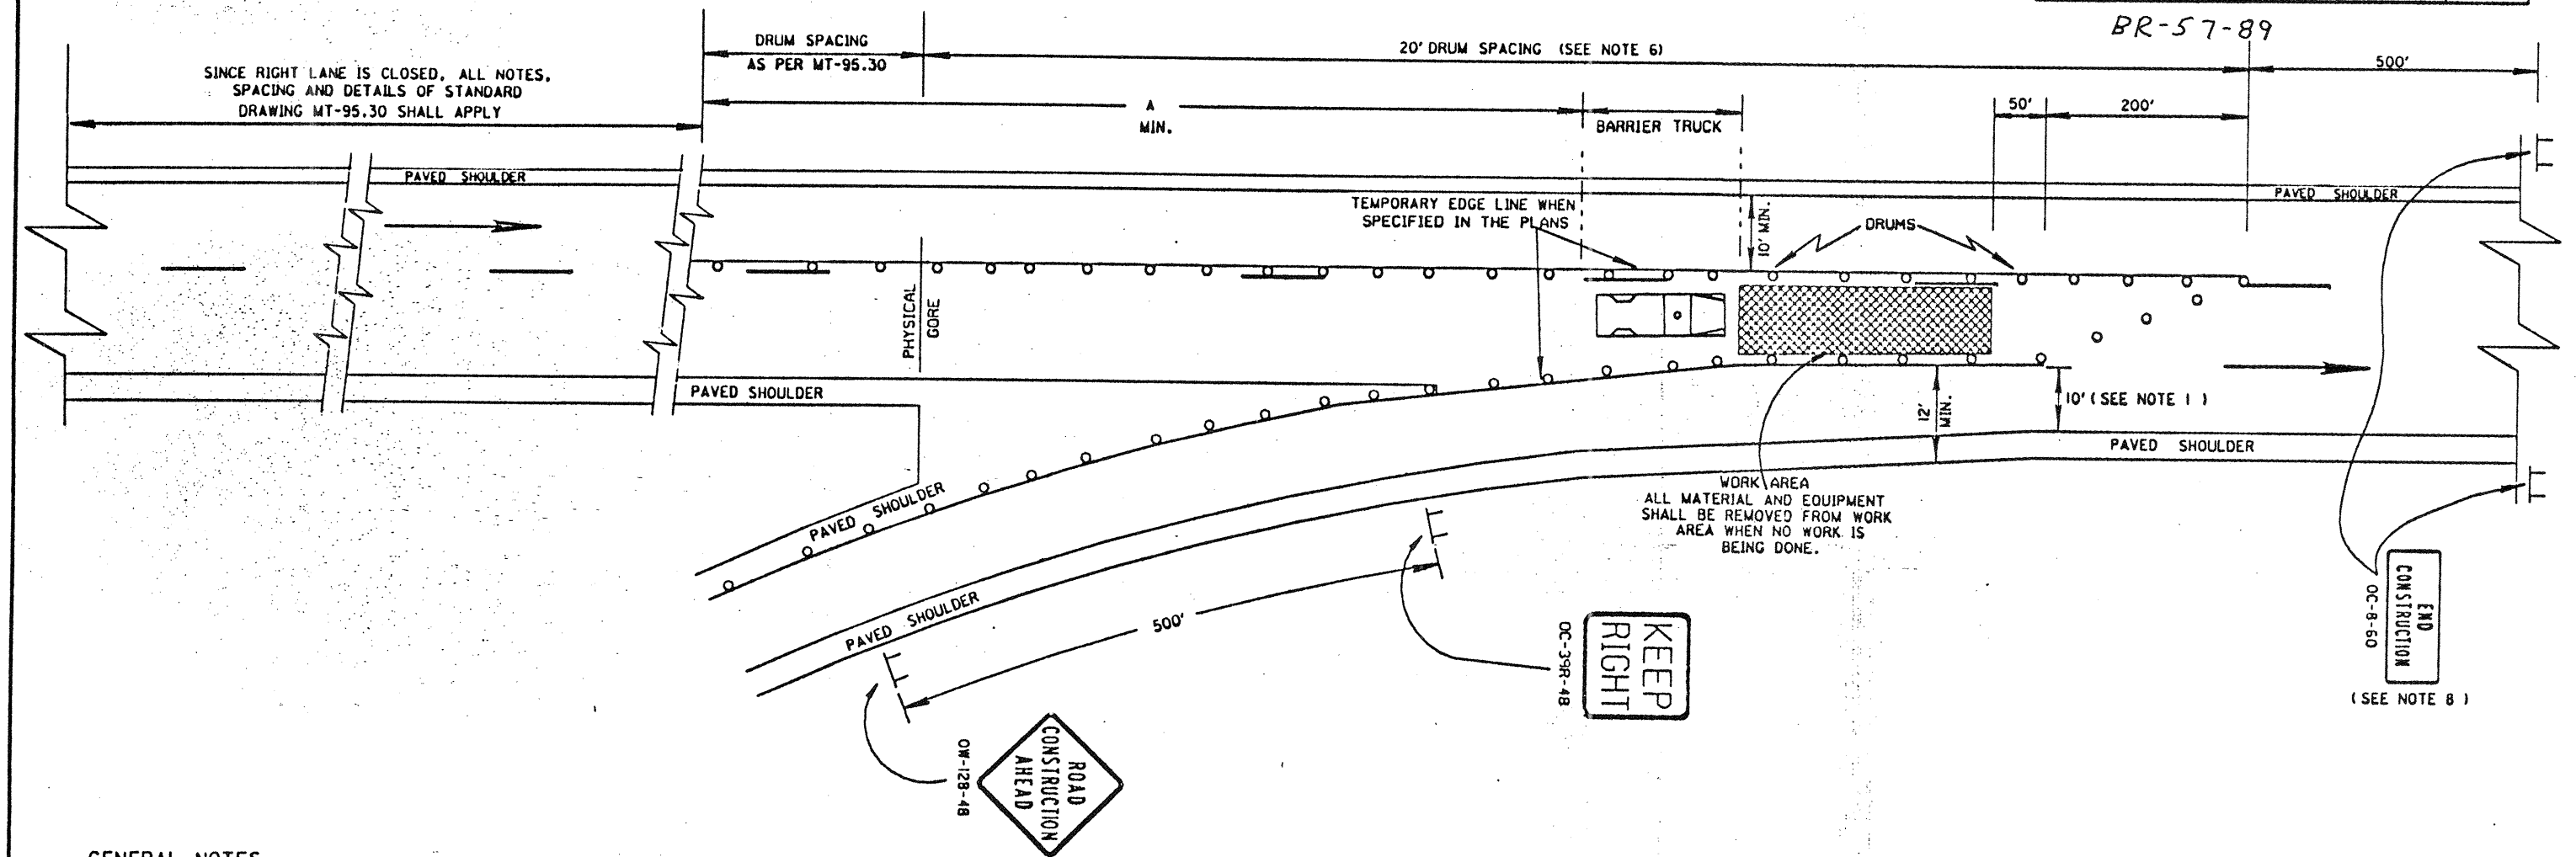 BR-57-89
DRUM SPACING
AS PER MT-95.30
20' DRUM SPACING (SEE NOTE 6)
500'
SINCE RIGHT LANE IS CLOSED, ALL NOTES,
SPACING AND DETAILS OF STANDARD
DRAWING MT-95.30 SHALL APPLY
A
MIN.
BARRIER TRUCK
50'
200'
PAVED SHOULDER
PAVED SHOULDER
TEMPORARY EDGE LINE WHEN
SPECIFIED IN THE PLANS
10' MIN.
DRUMS
PHYSICAL
GORE
PAVED SHOULDER
12'
MIN.
10' (SEE NOTE 1)
PAVED SHOULDER
WORK AREA
ALL MATERIAL AND EQUIPMENT
SHALL BE REMOVED FROM WORK
AREA WHEN NO WORK IS
BEING DONE.
PAVED SHOULDER
PAVED SHOULDER
500'
KEEP
RIGHT
OC-39R-48
END
CONSTRUCTION
OC-8-60
(SEE NOTE 8)
ROAD
CONSTRUCTION
AHEAD
OW-128-48
GENERAL NOTES